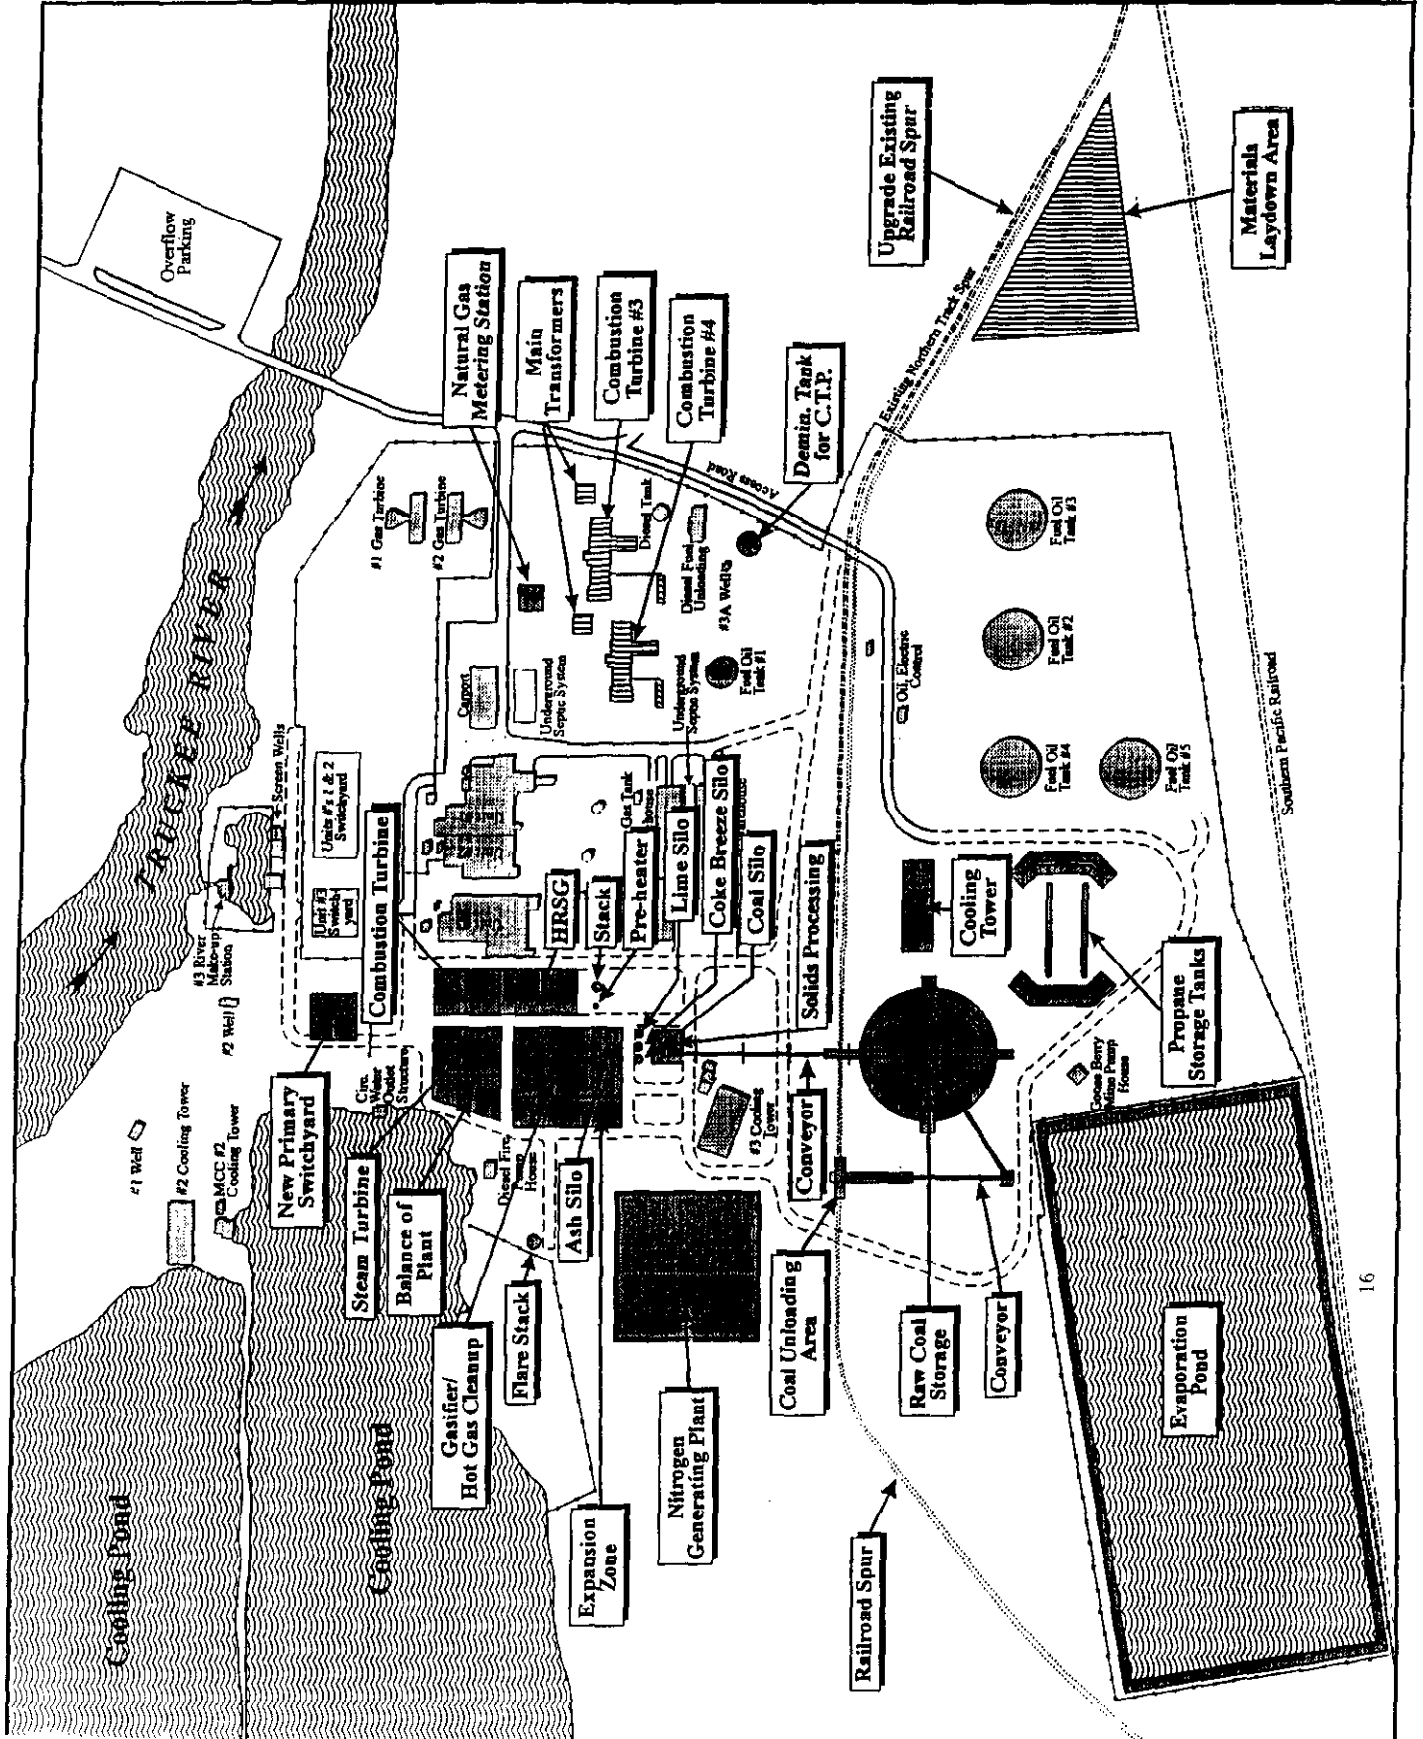 Overflow
Parking
TRUCKEE RIVER
Cooling Pond
Cooling Pond
#1 Well
#2 Cooling Tower
MCC #2
Cooling Tower
#2 Well
#3 River
Make-up
Station
Screen Wells
Unit #3
Switch-
yard
Units #'s 1 & 2
Switchyard
#1 Gas Turbine
#2 Gas Turbine
Natural Gas
Metering Station
Main
Transformers
Combustion
Turbine #3
Combustion
Turbine #4
Demin. Tank
for C.T.P.
Upgrade Existing
Railroad Spur
Materials
Laydown Area
Existing Northern Track Spur
Access Road
Carport
Underground
Septic System
Diesel Tank
Diesel Fuel
Unloading
#3A Well
Fuel Oil
Tank #1
Underground
Septic System
Gas Tank
New Primary
Switchyard
Circ.
Water
Outlet
Structure
Combustion Turbine
HRSG
Stack
Pre-heater
Lime Silo
Coke Breeze Silo
Coal Silo
Solids Processing
Steam Turbine
Balance of
Plant
Gasifier/
Hot Gas Cleanup
Diesel Fire
Pump
House
Flare Stack
Ash Silo
Expansion
Zone
Nitrogen
Generating Plant
#3 Cooling
Tower
Conveyor
Coal Unloading
Area
Raw Coal
Storage
Conveyor
Railroad Spur
Oil, Electric
Control
Fuel Oil
Tank #3
Fuel Oil
Tank #2
Fuel Oil
Tank #4
Fuel Oil
Tank #5
Cooling
Tower
Propane
Storage Tanks
Goose Berry
Mine Pump
House
Southern Pacific Railroad
Evaporation
Pond
16